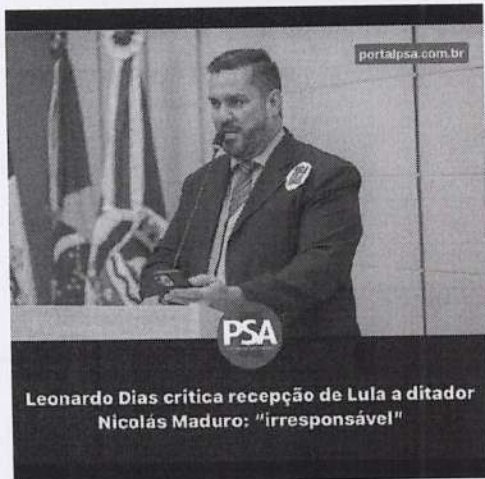 portalpsa.com.br
PSA
Leonardo Dias critica recepção de Lula a ditador
Nicolás Maduro: “irresponsável”